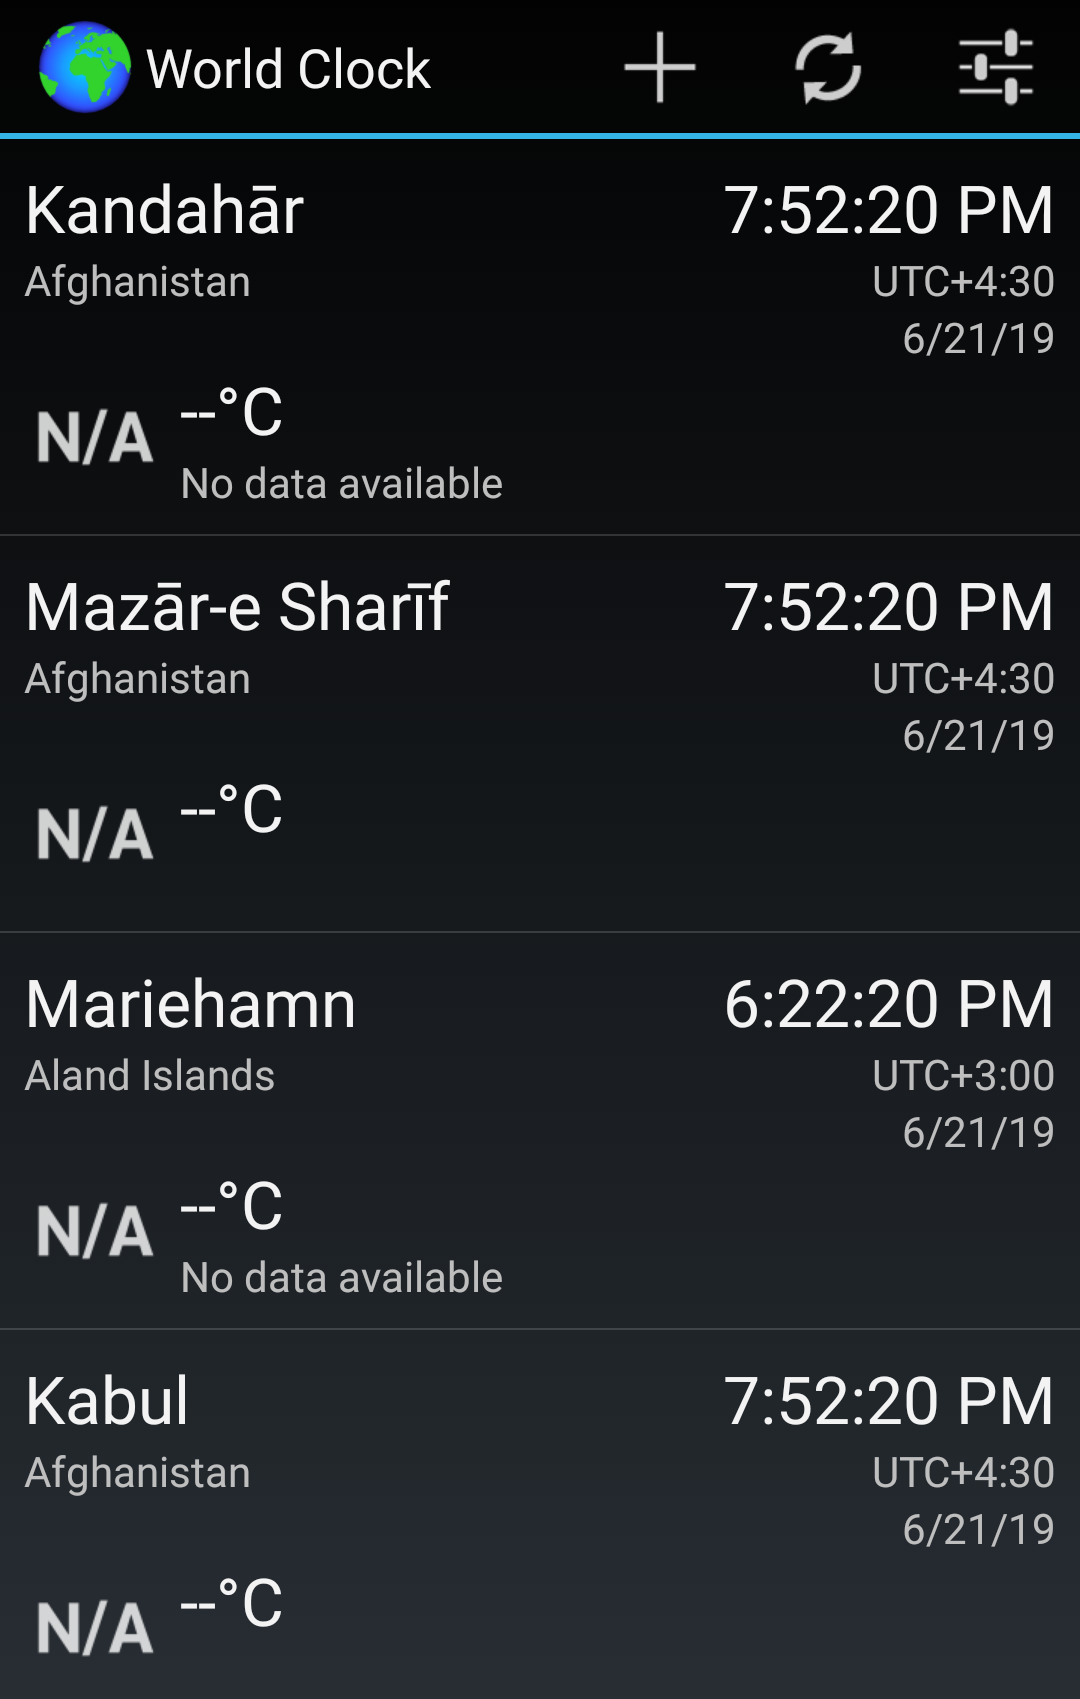 World Clock
Kandahār 7:52:20 PM
Afghanistan UTC+4:30
6/21/19
N/A --°C
No data available
Mazār-e Sharīf 7:52:20 PM
Afghanistan UTC+4:30
6/21/19
N/A --°C
Mariehamn 6:22:20 PM
Aland Islands UTC+3:00
6/21/19
N/A --°C
No data available
Kabul 7:52:20 PM
Afghanistan UTC+4:30
6/21/19
N/A --°C